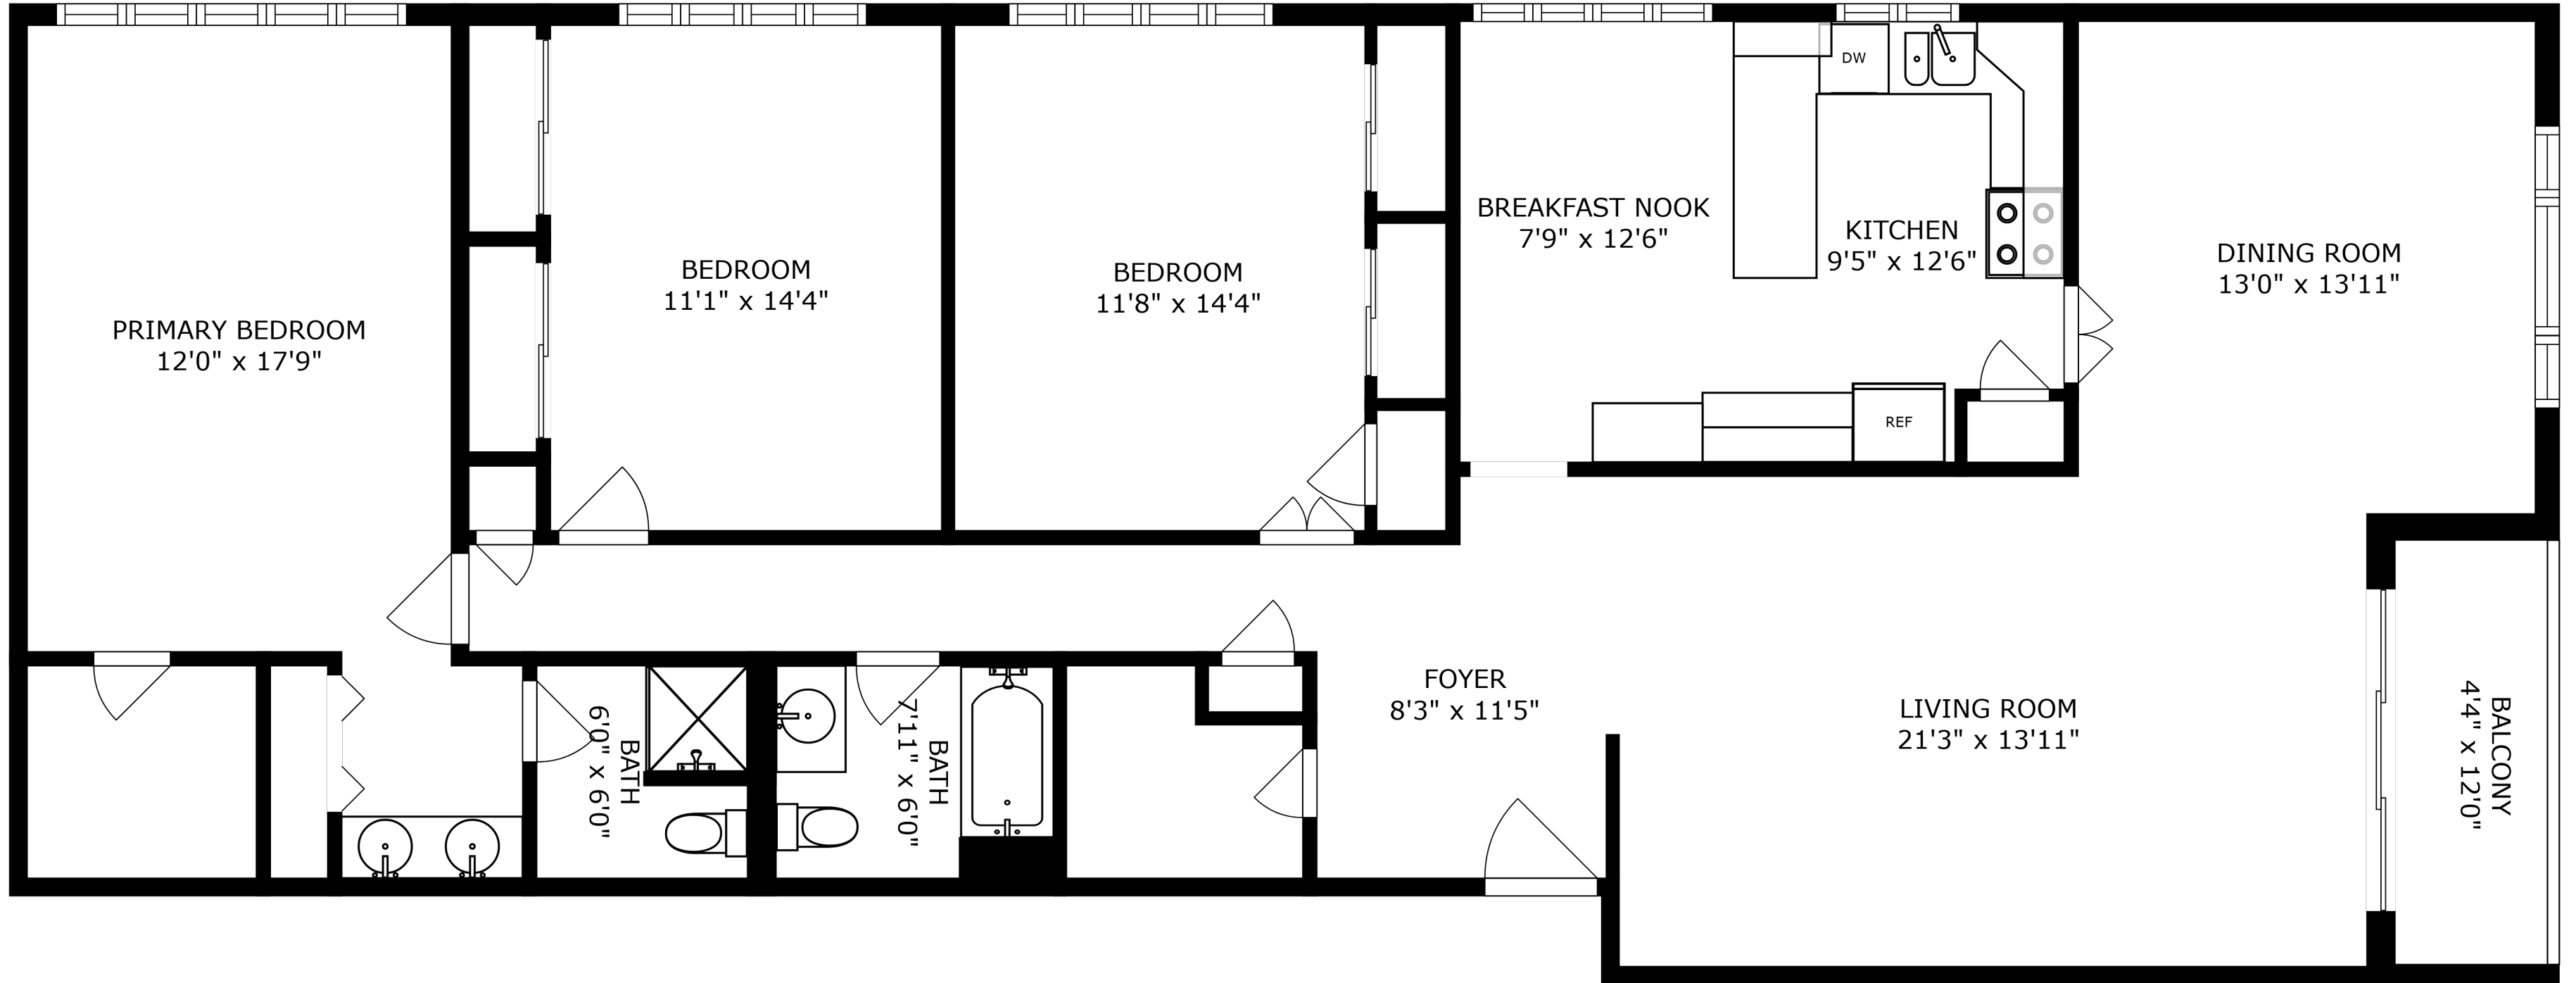 DW
BREAKFAST NOOK
7'9" x 12'6"
KITCHEN
9'5" x 12'6"
DINING ROOM
13'0" x 13'11"
BEDROOM
11'1" x 14'4"
BEDROOM
11'8" x 14'4"
PRIMARY BEDROOM
12'0" x 17'9"
REF
FOYER
8'3" x 11'5"
LIVING ROOM
21'3" x 13'11"
BALCONY
4'4" x 12'0"
BATH
6'0" x 6'0"
BATH
7'11" x 6'0"